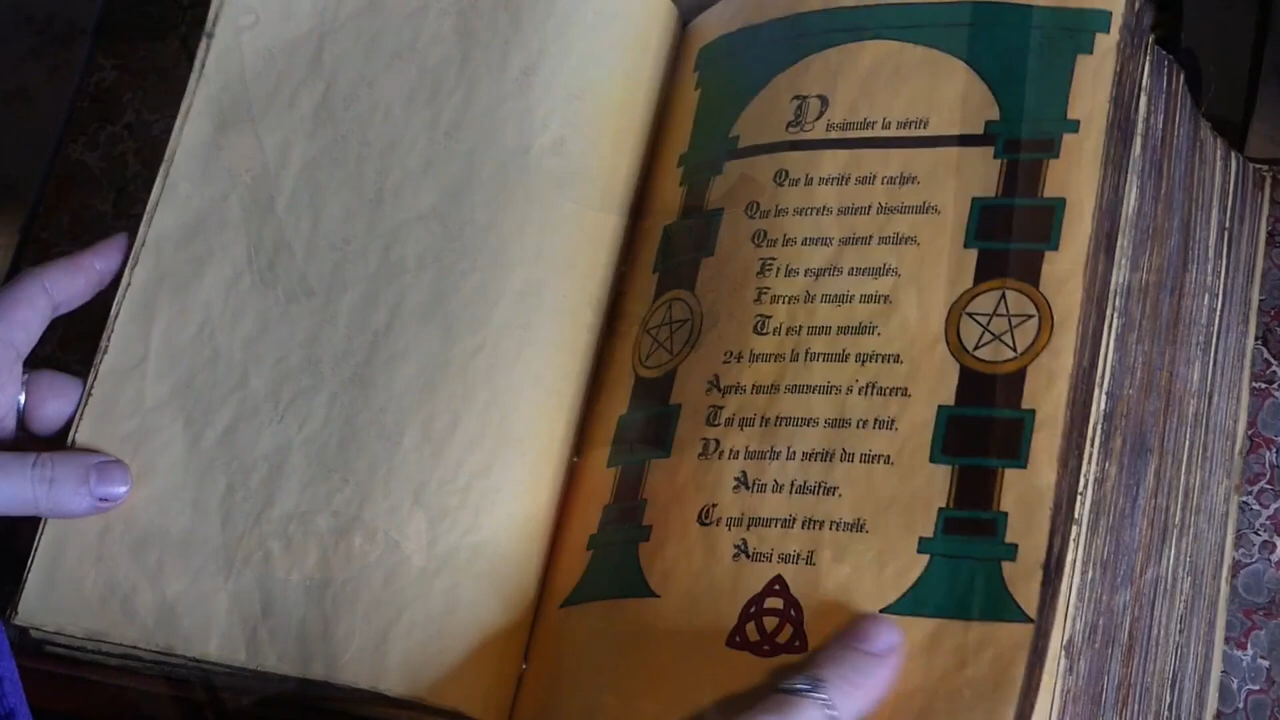 Dissimuler la vérité
Que la vérité soit cachée,
Que les secrets soient dissimulés,
Que les aveux soient voilées,
Et les esprits aveuglés,
Forces de magie noire.
Tel est mon vouloir,
24 heures la formule opérera,
Après touts souvenirs s'effacera,
Toi qui te trouves sous ce toit,
De ta bouche la vérité du niera,
Afin de falsifier,
Ce qui pourrait être révélé.
Ainsi soit-il.